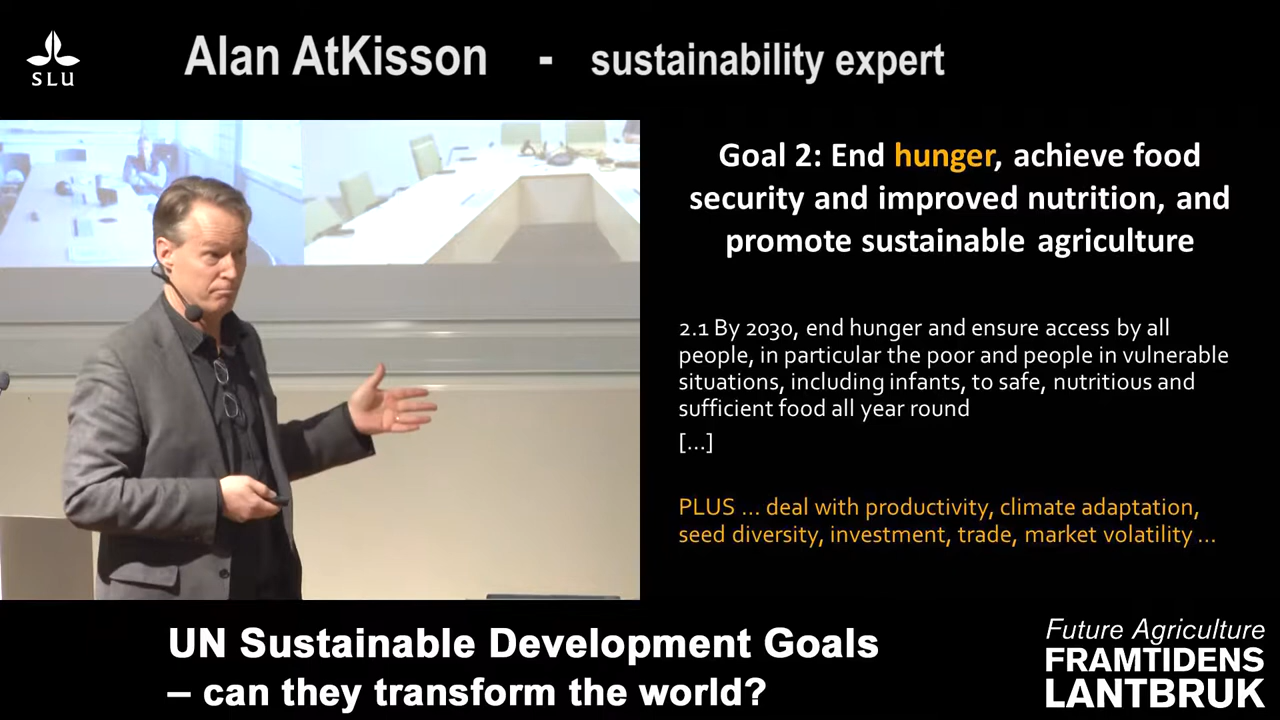 SLU
Alan AtKisson - sustainability expert
Goal 2: End hunger, achieve food
security and improved nutrition, and
promote sustainable agriculture
2.1 By 2030, end hunger and ensure access by all
people, in particular the poor and people in vulnerable
situations, including infants, to safe, nutritious and
sufficient food all year round
[...]
PLUS ... deal with productivity, climate adaptation,
seed diversity, investment, trade, market volatility ...
UN Sustainable Development Goals
– can they transform the world?
Future Agriculture
FRAMTIDENS
LANTBRUK